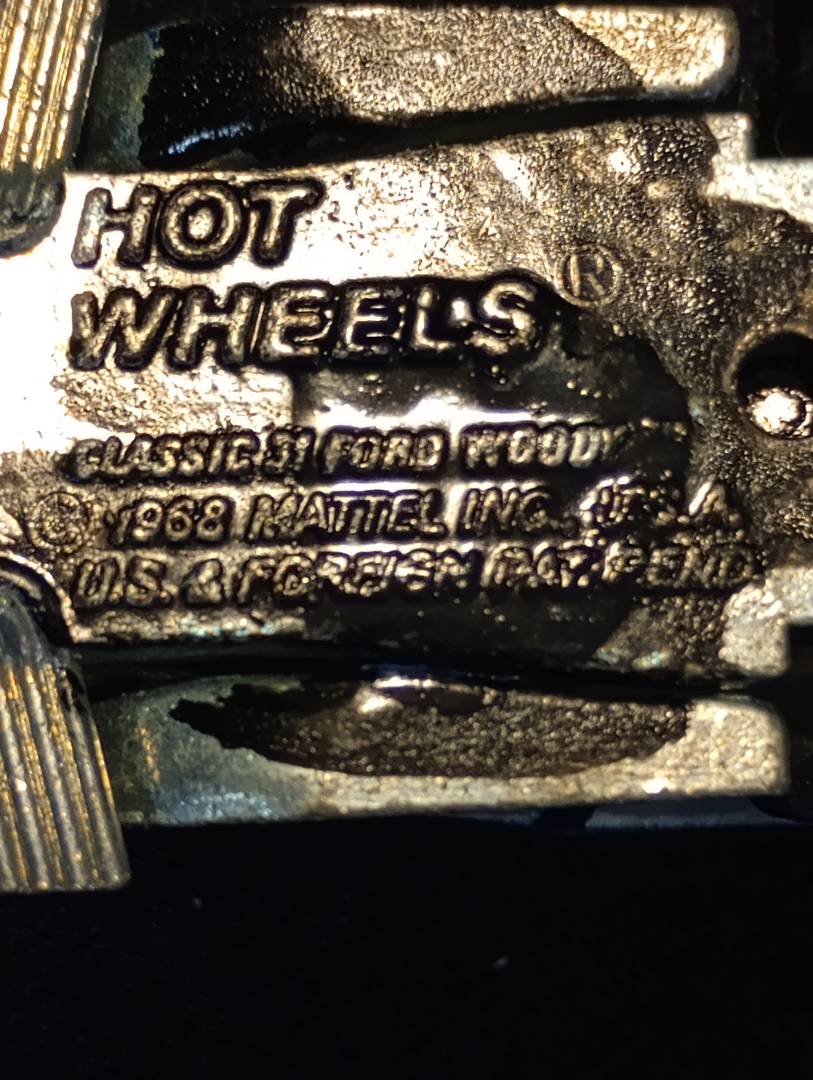 HOT
WHEELS®
CLASSIC 31 FORD WOODY
© 1968 MATTEL INC., U.S.A.
U.S. & FOREIGN PAT. PEND.